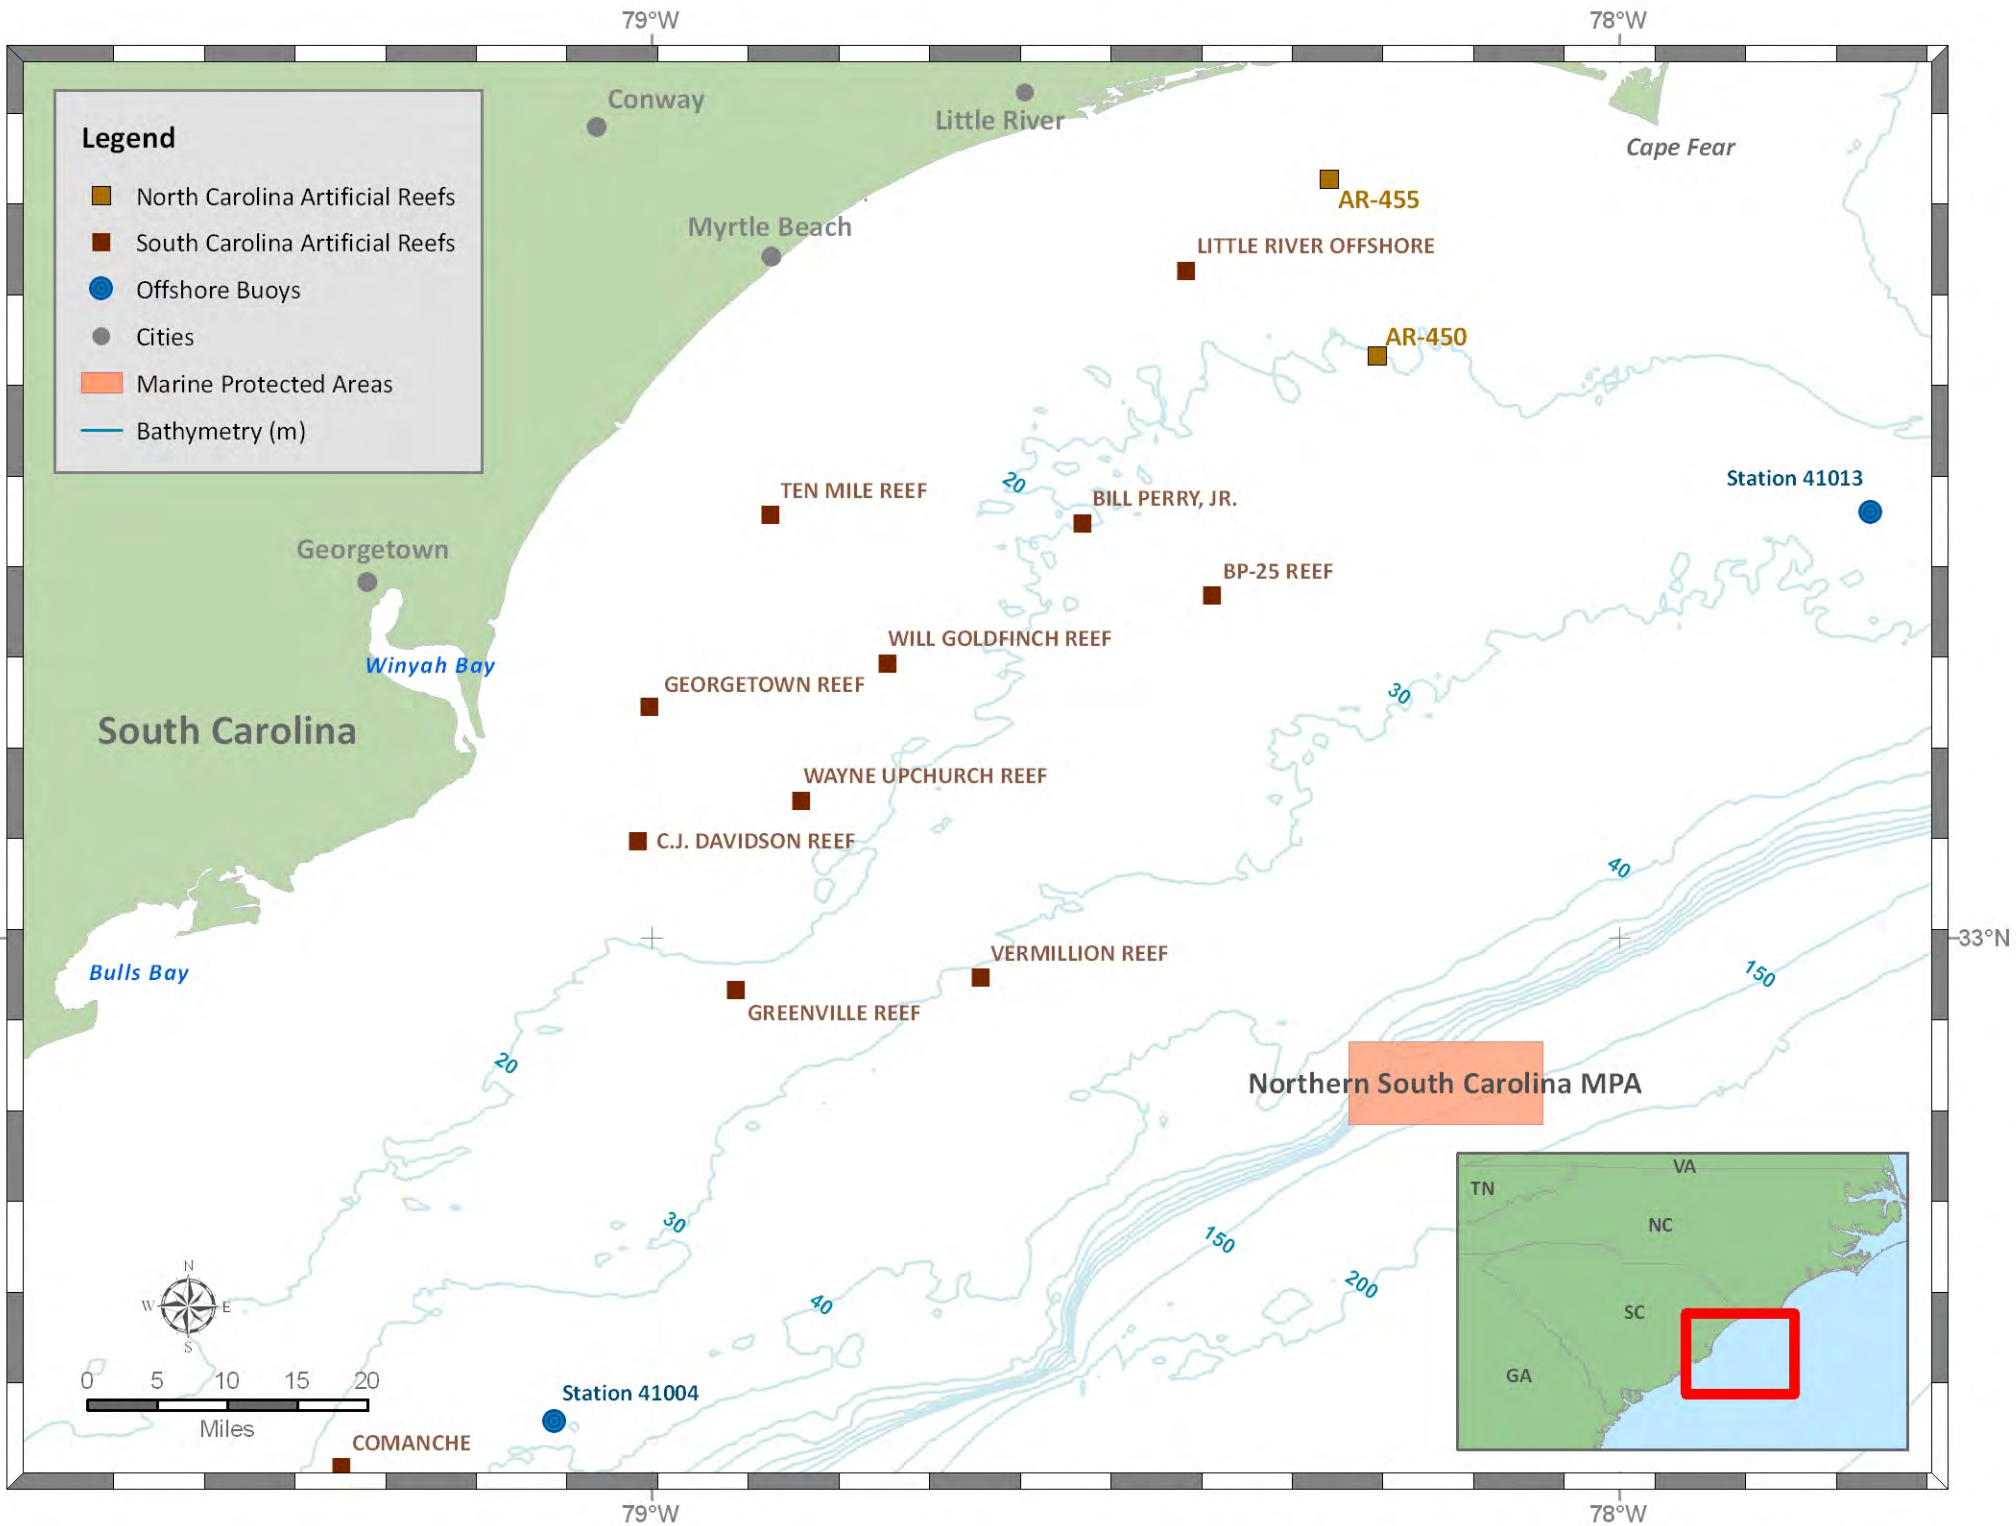 79°W
78°W
Conway
Little River
Cape Fear
Legend
North Carolina Artificial Reefs
South Carolina Artificial Reefs
Offshore Buoys
Cities
Marine Protected Areas
Bathymetry (m)
AR-455
Myrtle Beach
LITTLE RIVER OFFSHORE
AR-450
20
TEN MILE REEF
BILL PERRY, JR.
Station 41013
Georgetown
BP-25 REEF
WILL GOLDFINCH REEF
Winyah Bay
GEORGETOWN REEF
30
South Carolina
WAYNE UPCHURCH REEF
C.J. DAVIDSON REEF
40
33°N
VERMILLION REEF
Bulls Bay
150
GREENVILLE REEF
20
Northern South Carolina MPA
VA
TN
NC
30
150
200
40
SC
GA
N
W
E
S
0 5 10 15 20
Miles
Station 41004
COMANCHE
79°W
78°W